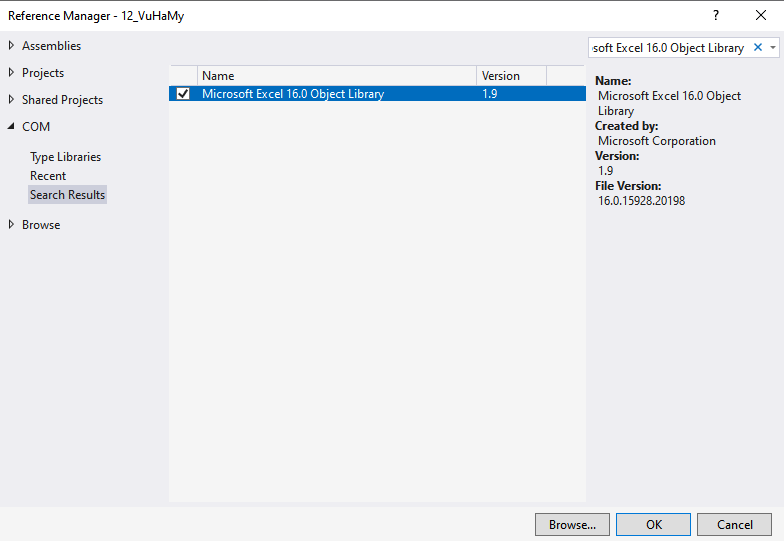 Reference Manager - 12_VuHaMy
?
Assemblies
Projects
Shared Projects
COM
Type Libraries
Recent
Search Results
Browse
Name Version
Microsoft Excel 16.0 Object Library 1.9
soft Excel 16.0 Object Library
Name:
Microsoft Excel 16.0 Object
Library
Created by:
Microsoft Corporation
Version:
1.9
File Version:
16.0.15928.20198
Browse... OK Cancel